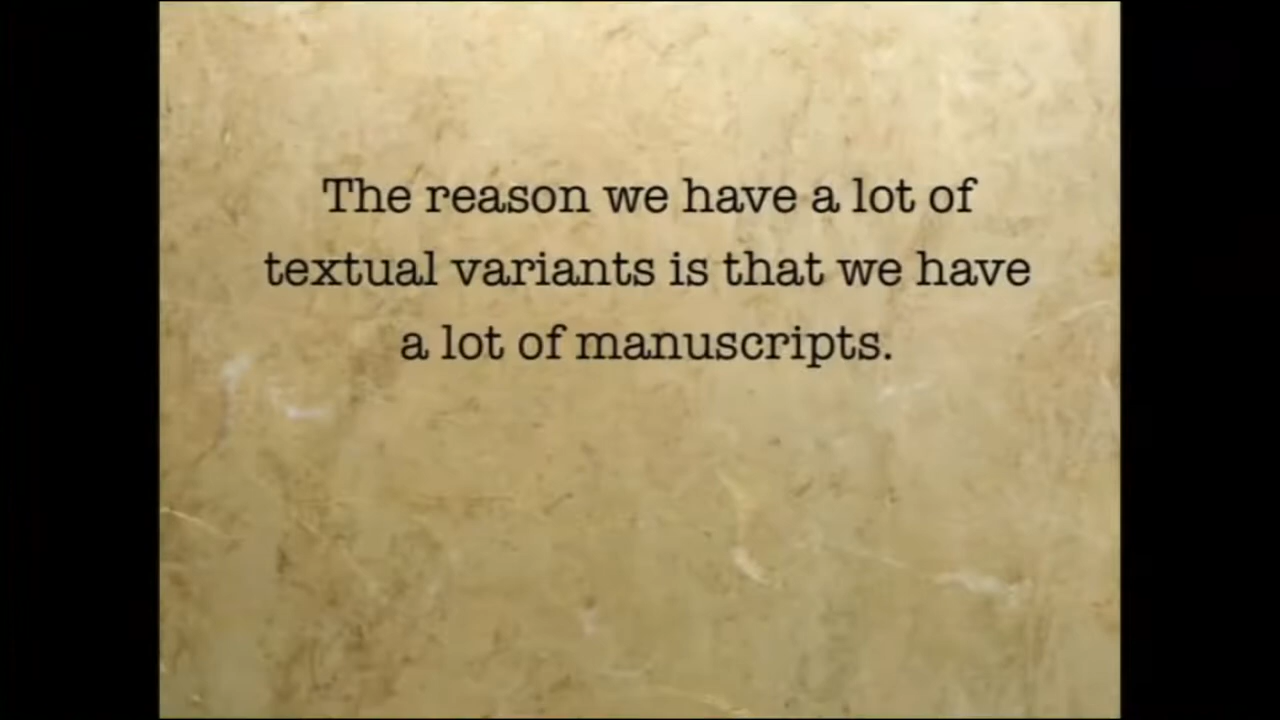 The reason we have a lot of
textual variants is that we have
a lot of manuscripts.